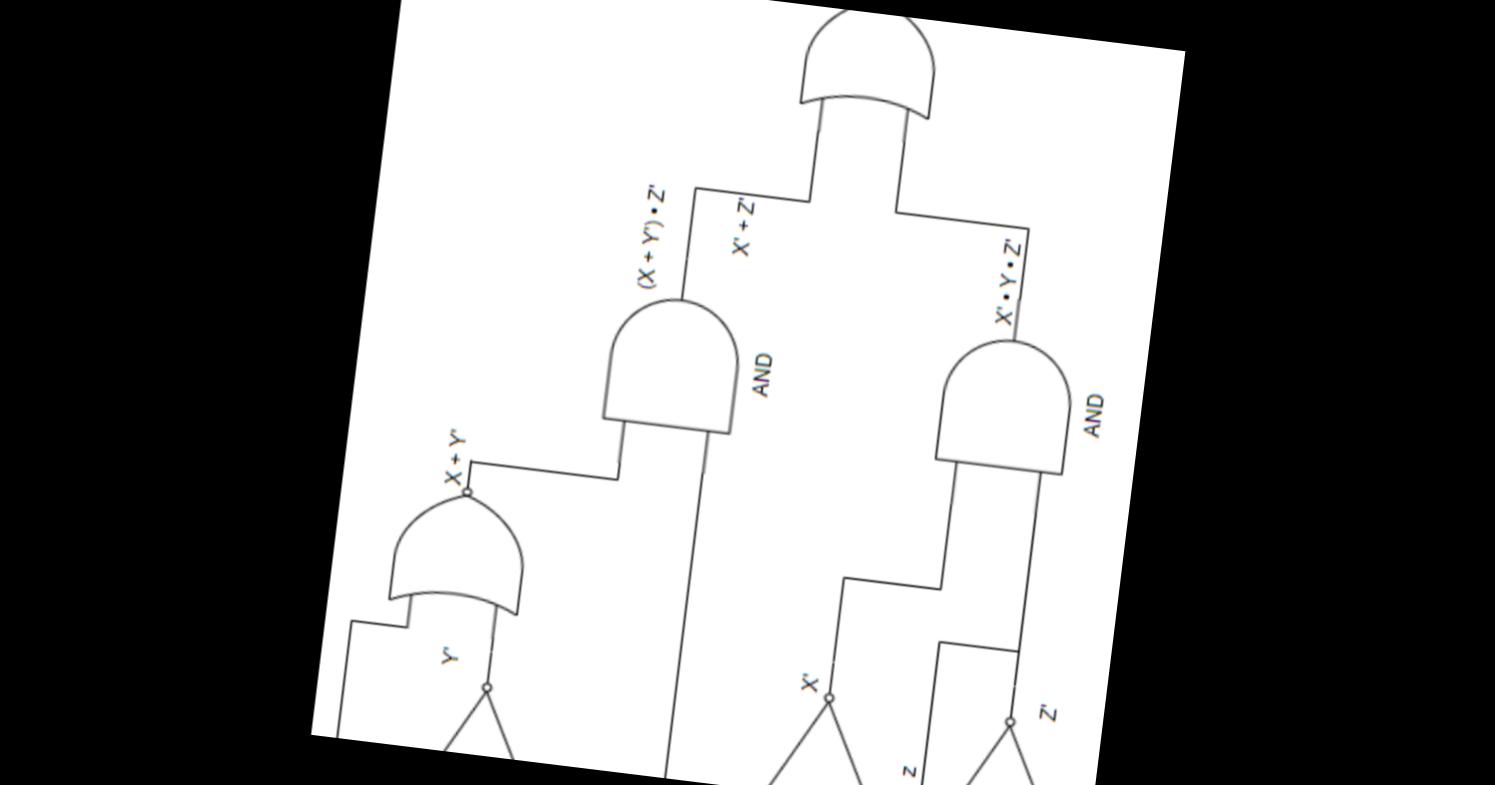 (X + Y') • Z'
X' + Z'
X' • Y • Z'
AND
AND
X + Y'
Y'
X'
Z'
z